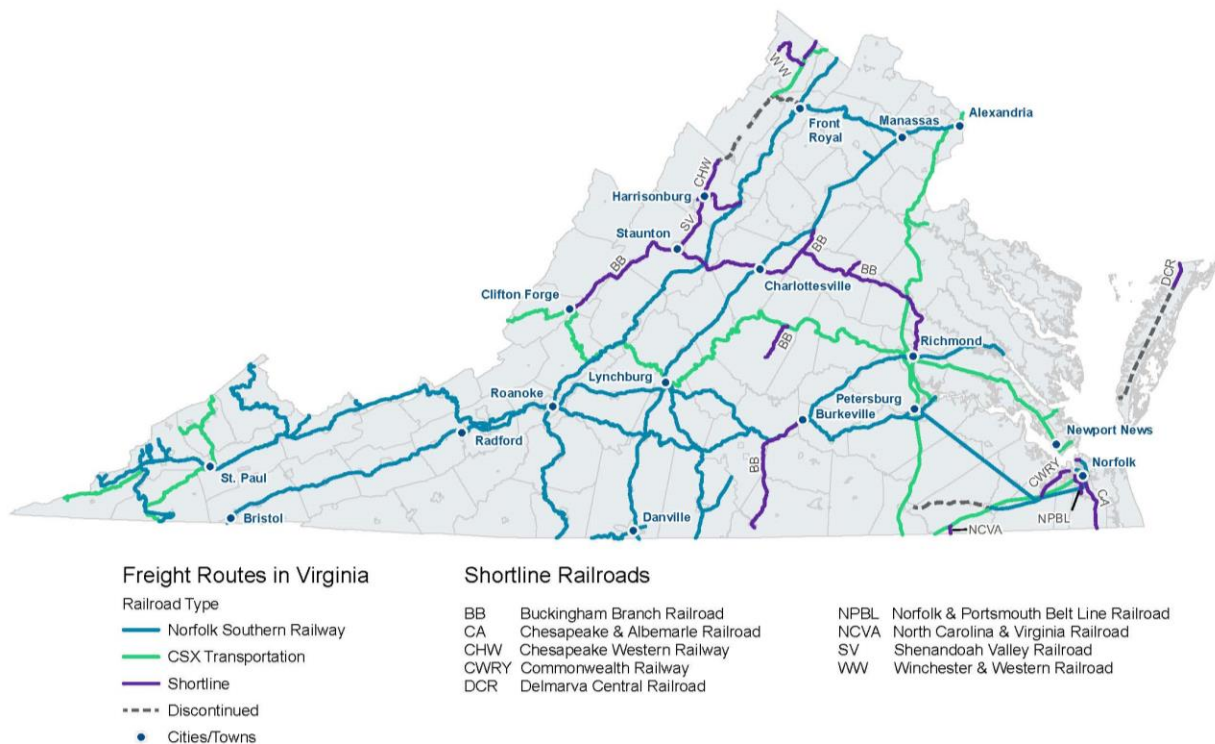 WW
Alexandria
Front
Royal
Manassas
CHW
Harrisonburg
SV
Staunton
BB
BB
BB
DCR
Charlottesville
Clifton Forge
Richmond
BB
Lynchburg
Roanoke
Petersburg
Burkeville
Radford
Newport News
BB
CWRY
Norfolk
St. Paul
CA
Bristol
Danville
NPBL
NCVA
Freight Routes in Virginia
Railroad Type
Norfolk Southern Railway
CSX Transportation
Shortline
Discontinued
Cities/Towns
Shortline Railroads
BB Buckingham Branch Railroad
CA Chesapeake & Albemarle Railroad
CHW Chesapeake Western Railway
CWRY Commonwealth Railway
DCR Delmarva Central Railroad
NPBL Norfolk & Portsmouth Belt Line Railroad
NCVA North Carolina & Virginia Railroad
SV Shenandoah Valley Railroad
WW Winchester & Western Railroad